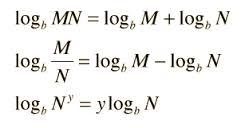 log_b MN = log_b M + log_b N
log_b M/N = log_b M − log_b N
log_b N^y = y log_b N